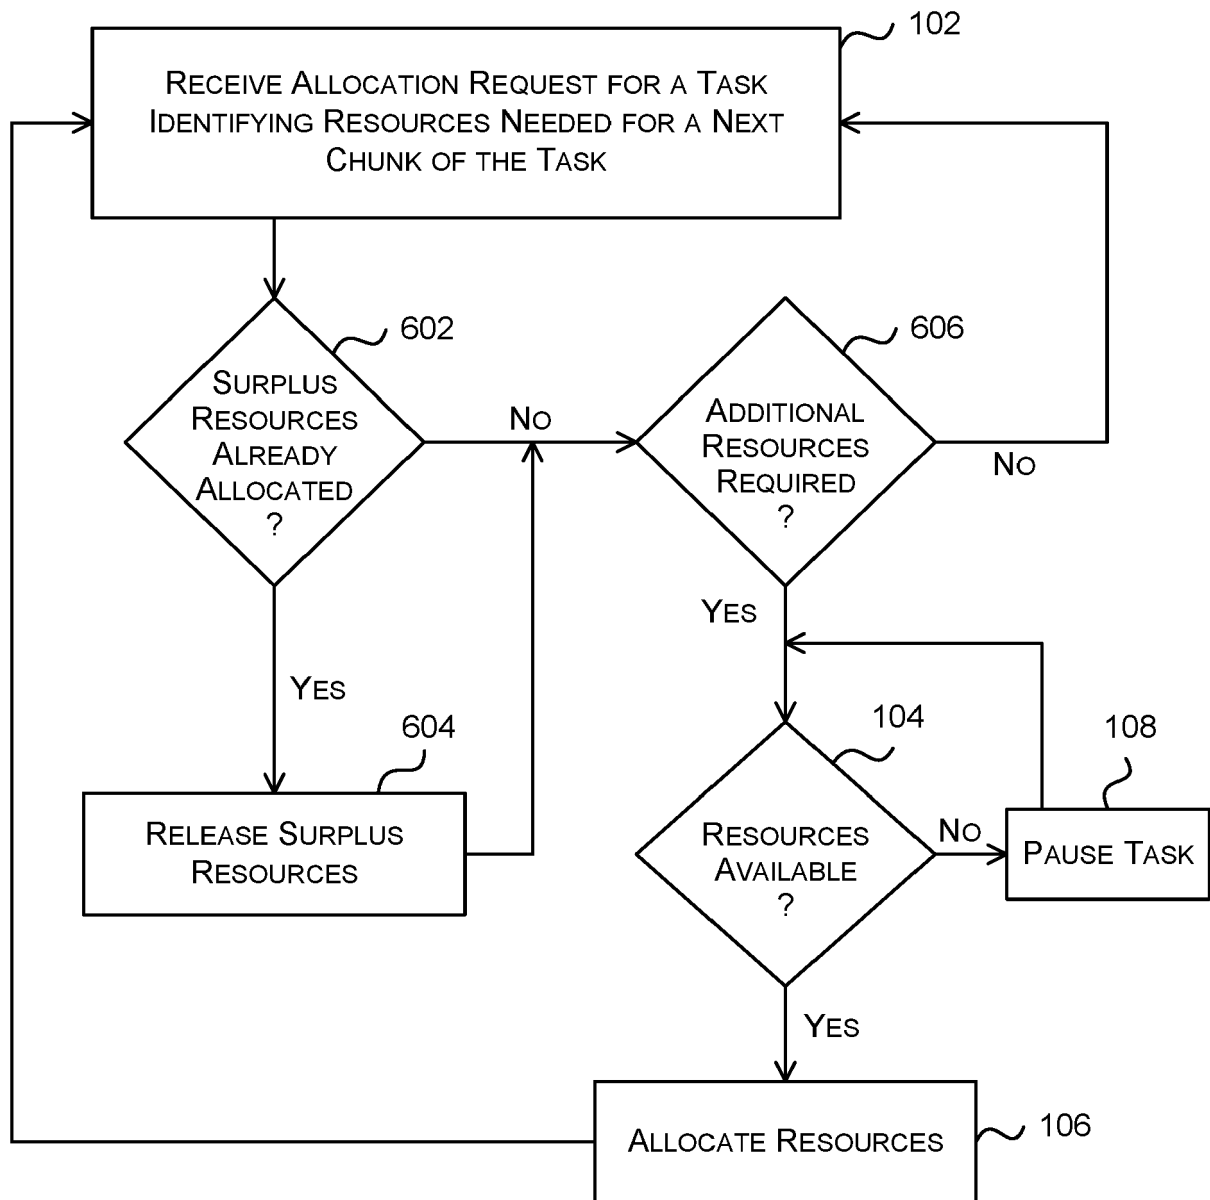 102
RECEIVE ALLOCATION REQUEST FOR A TASK
IDENTIFYING RESOURCES NEEDED FOR A NEXT
CHUNK OF THE TASK
602
SURPLUS
RESOURCES
ALREADY
ALLOCATED
?
NO
606
ADDITIONAL
RESOURCES
REQUIRED
?
NO
YES
YES
604
RELEASE SURPLUS
RESOURCES
104
RESOURCES
AVAILABLE
?
NO
108
PAUSE TASK
YES
ALLOCATE RESOURCES
106